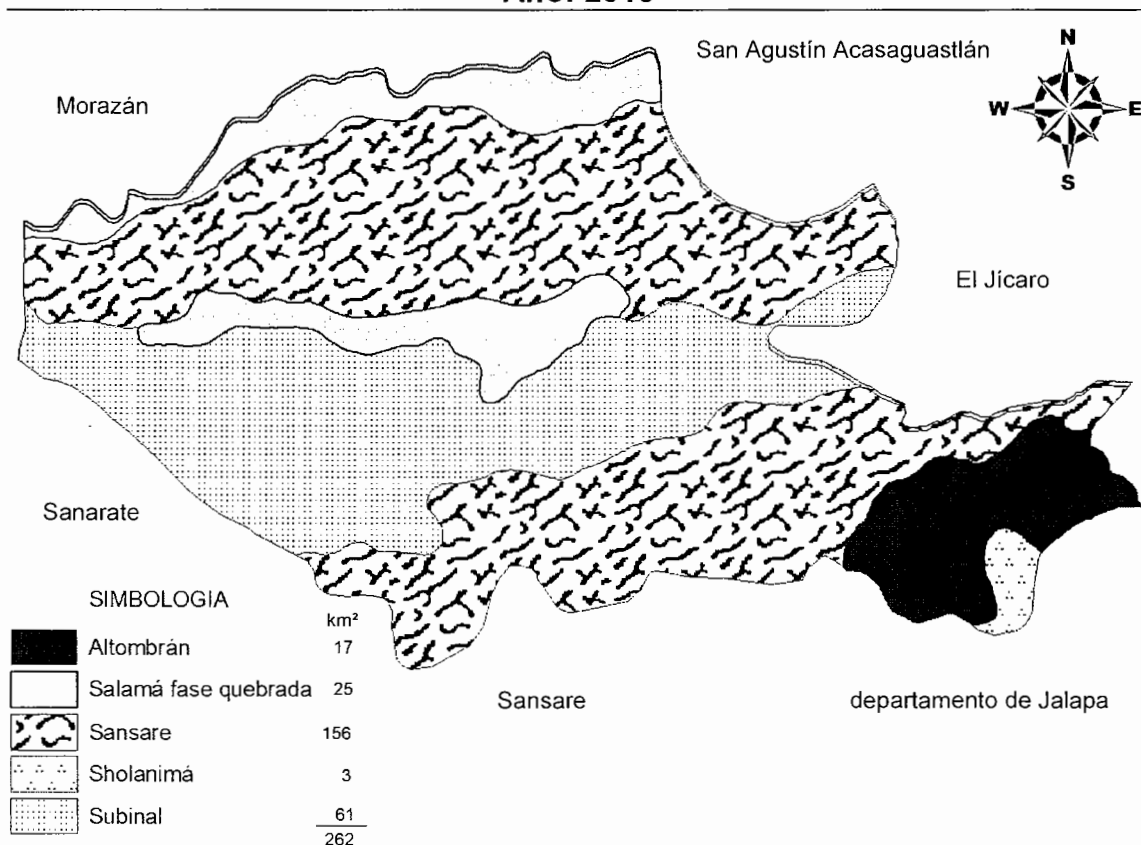 San Agustín Acasaguastlán
Morazán
N
W
E
S
El Jícaro
Sanarate
SIMBOLOGIA
km²
Altombrán 17
Salamá fase quebrada 25
Sansare 156
Sholanimá 3
Subinal 61
262
Sansare
departamento de Jalapa